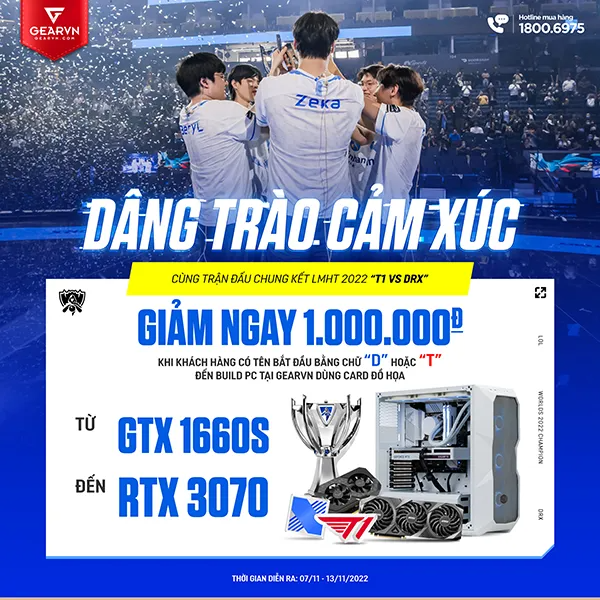 GEARVN
GEARVN.COM
Hotline mua hàng
1800.6975
Zeka
BeryL
DÂNG TRÀO CẢM XÚC
CÙNG TRẬN ĐẤU CHUNG KẾT LMHT 2022 “T1 VS DRX”
GIẢM NGAY 1.000.000Đ
KHI KHÁCH HÀNG CÓ TÊN BẮT ĐẦU BẰNG CHỮ “D” HOẶC “T”
ĐẾN BUILD PC TẠI GEARVN DÙNG CARD ĐỒ HỌA
TỪ GTX 1660S
ĐẾN RTX 3070
T1
LOL
WORLDS 2022 CHAMPION
DRX
THỜI GIAN DIỄN RA: 07/11 - 13/11/2022